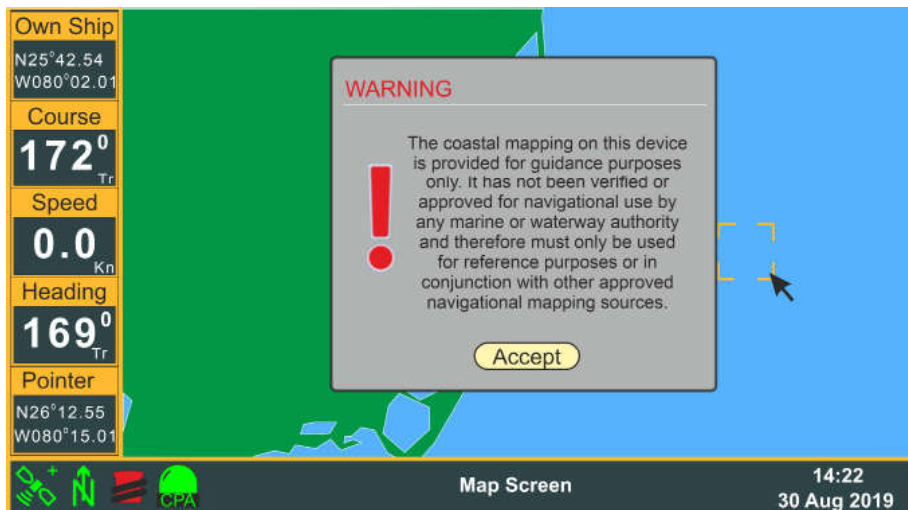 Own Ship
N25°42.54
W080°02.01
Course
172° Tr
Speed
0.0 Kn
Heading
169° Tr
Pointer
N26°12.55
W080°15.01
WARNING
The coastal mapping on this device
is provided for guidance purposes
only. It has not been verified or
approved for navigational use by
any marine or waterway authority
and therefore must only be used
for reference purposes or in
conjunction with other approved
navigational mapping sources.
Accept
N
CPA
Map Screen
14:22
30 Aug 2019